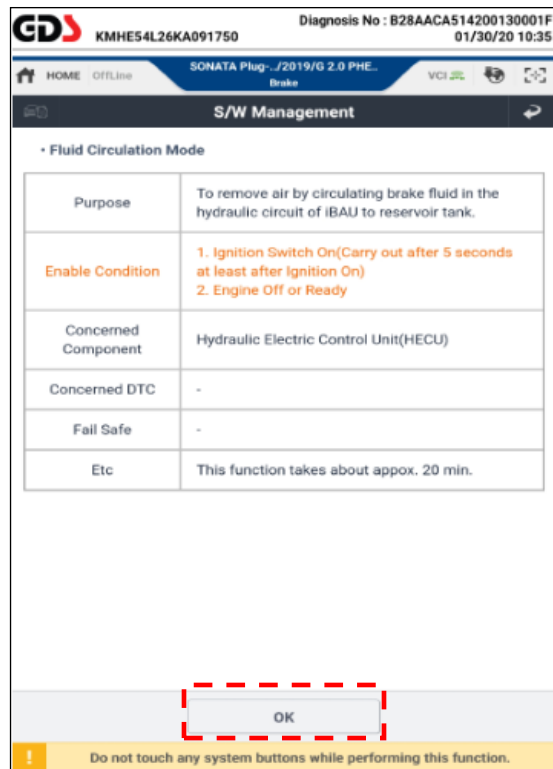 GDS
KMHE54L26KA091750
Diagnosis No : B28AACA514200130001F
01/30/20 10:35
HOME OffLine
SONATA Plug-../2019/G 2.0 PHE..
Brake
VCI
S/W Management
• Fluid Circulation Mode
Purpose
To remove air by circulating brake fluid in the
hydraulic circuit of iBAU to reservoir tank.
Enable Condition
1. Ignition Switch On(Carry out after 5 seconds
at least after Ignition On)
2. Engine Off or Ready
Concerned
Component
Hydraulic Electric Control Unit(HECU)
Concerned DTC
-
Fail Safe
-
Etc
This function takes about appox. 20 min.
OK
! Do not touch any system buttons while performing this function.